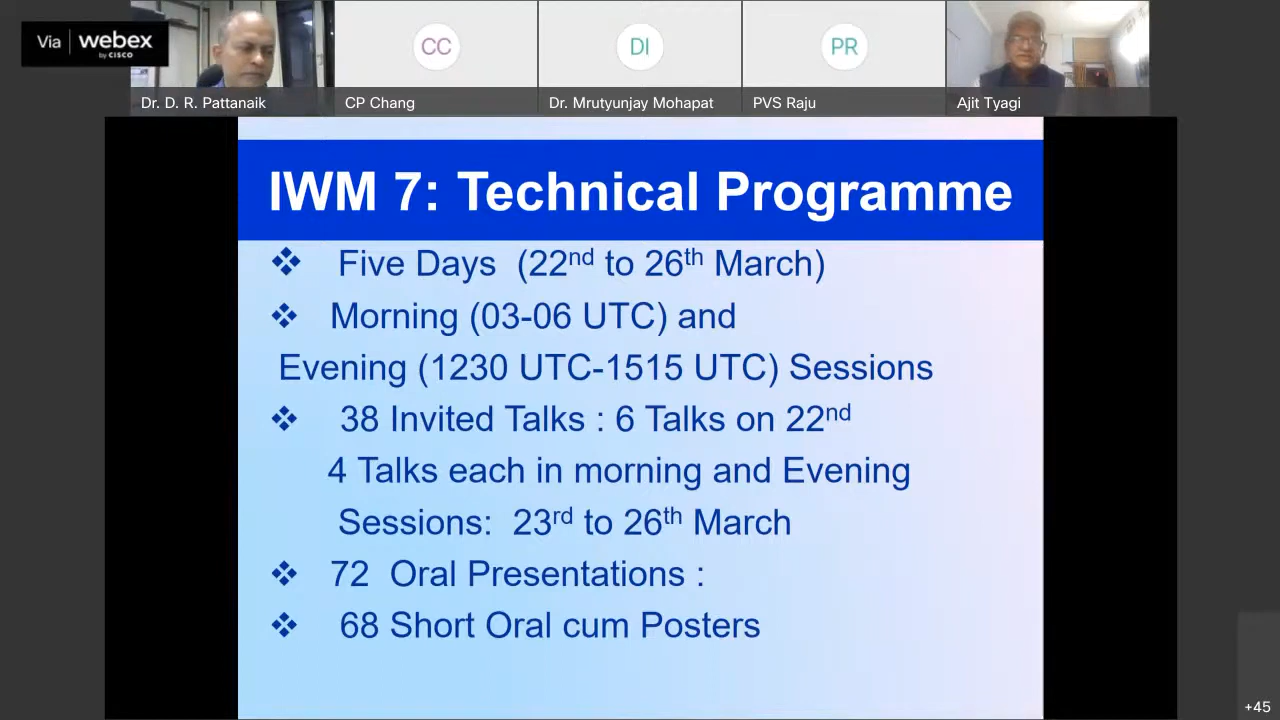 Via webex
by CISCO
CC
DI
PR
Dr. D. R. Pattanaik
CP Chang
Dr. Mrutyunjay Mohapat
PVS Raju
Ajit Tyagi
IWM 7: Technical Programme
❖ Five Days (22nd to 26th March)
❖ Morning (03-06 UTC) and
Evening (1230 UTC-1515 UTC) Sessions
❖ 38 Invited Talks : 6 Talks on 22nd
4 Talks each in morning and Evening
Sessions: 23rd to 26th March
❖ 72 Oral Presentations :
❖ 68 Short Oral cum Posters
+45